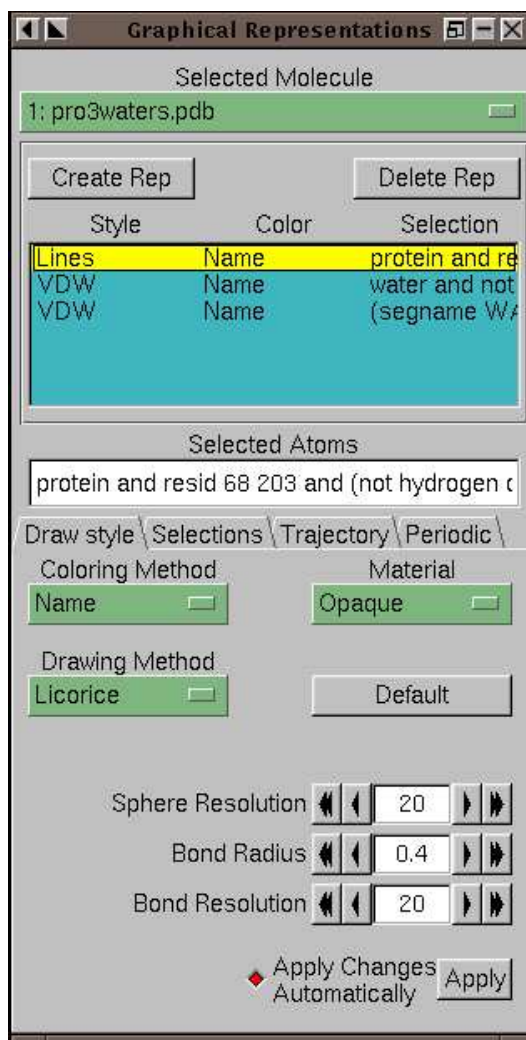 Graphical Representations
Selected Molecule
1: pro3waters.pdb
Create Rep Delete Rep
Style Color Selection
Lines Name protein and re
VDW Name water and not
VDW Name (segname WA
Selected Atoms
protein and resid 68 203 and (not hydrogen
Draw style Selections Trajectory Periodic
Coloring Method Material
Name Opaque
Drawing Method
Licorice Default
Sphere Resolution 20
Bond Radius 0.4
Bond Resolution 20
Apply Changes
Automatically Apply